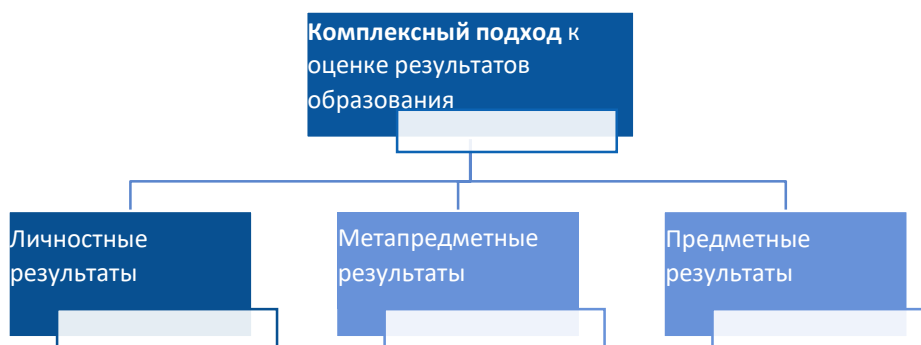 Комплексный подход к
оценке результатов
образования
Личностные
результаты
Метапредметные
результаты
Предметные
результаты